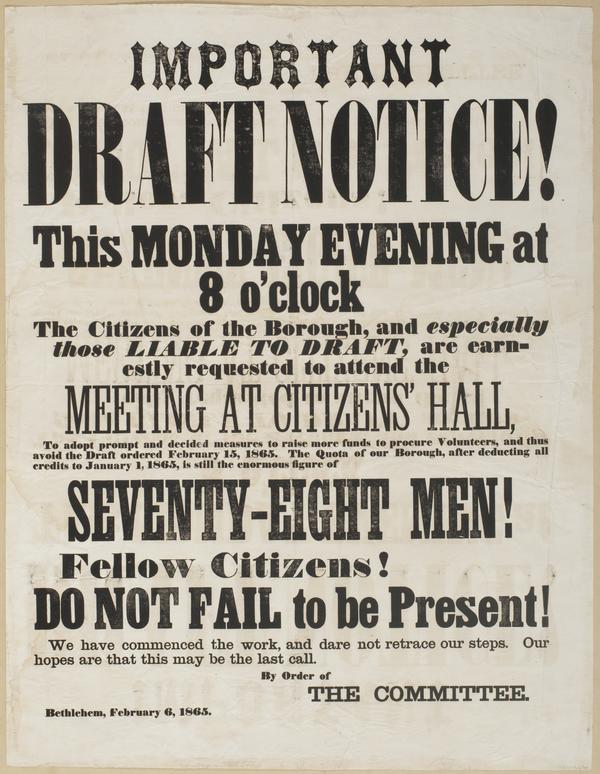 IMPORTANT
DRAFT NOTICE!
This MONDAY EVENING at
8 o'clock
The Citizens of the Borough, and especially
those LIABLE TO DRAFT, are earn-
estly requested to attend the
MEETING AT CITIZENS' HALL,
To adopt prompt and decided measures to raise more funds to procure Volunteers, and thus
avoid the Draft ordered February 15, 1865. The Quota of our Borough, after deducting all
credits to January 1, 1865, is still the enormous figure of
SEVENTY-EIGHT MEN!
Fellow Citizens!
DO NOT FAIL to be Present!
We have commenced the work, and dare not retrace our steps. Our
hopes are that this may be the last call.
By Order of
THE COMMITTEE.
Bethlehem, February 6, 1865.